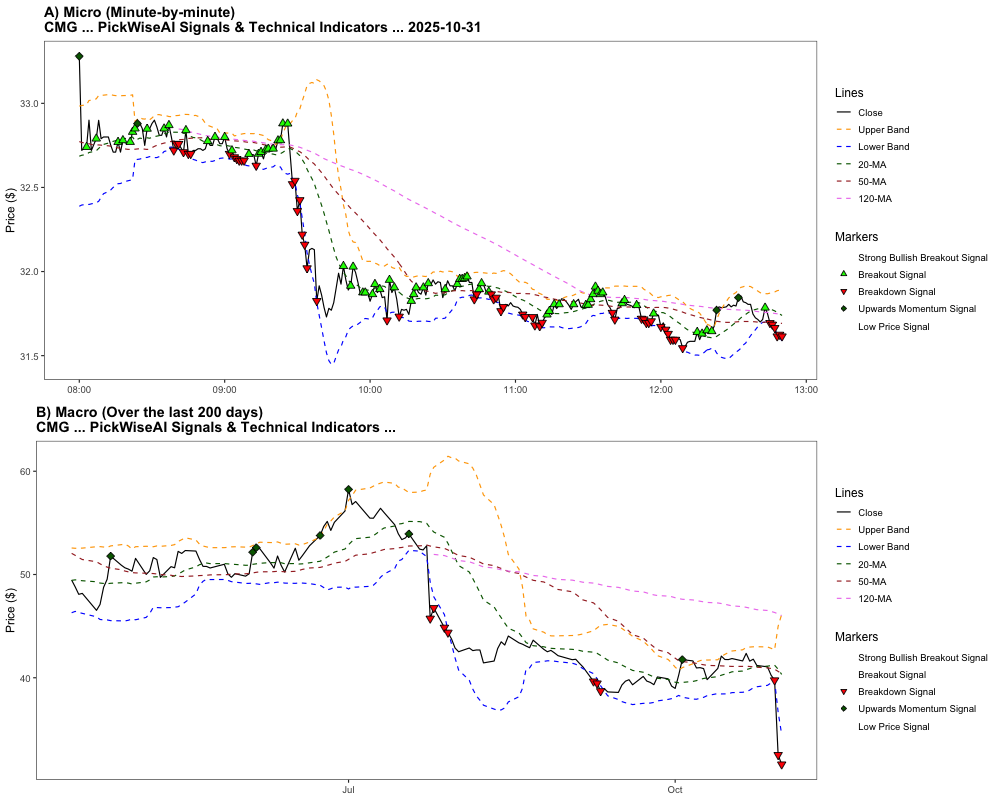 A) Micro (Minute-by-minute)
CMG ... PickWiseAI Signals & Technical Indicators ... 2025-10-31
Price ($)
33.0
32.5
32.0
31.5
08:00 09:00 10:00 11:00 12:00 13:00
Lines
Close
Upper Band
Lower Band
20-MA
50-MA
120-MA
Markers
Strong Bullish Breakout Signal
Breakout Signal
Breakdown Signal
Upwards Momentum Signal
Low Price Signal
B) Macro (Over the last 200 days)
CMG ... PickWiseAI Signals & Technical Indicators ...
Price ($)
60
50
40
Jul Oct
Lines
Close
Upper Band
Lower Band
20-MA
50-MA
120-MA
Markers
Strong Bullish Breakout Signal
Breakout Signal
Breakdown Signal
Upwards Momentum Signal
Low Price Signal